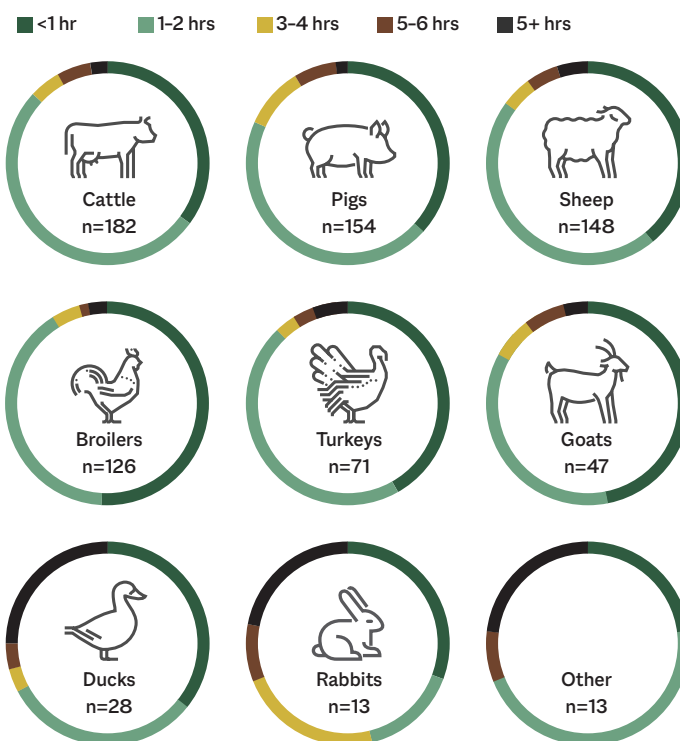 <1 hr 1–2 hrs 3–4 hrs 5–6 hrs 5+ hrs
Cattle
n=182
Pigs
n=154
Sheep
n=148
Broilers
n=126
Turkeys
n=71
Goats
n=47
Ducks
n=28
Rabbits
n=13
Other
n=13